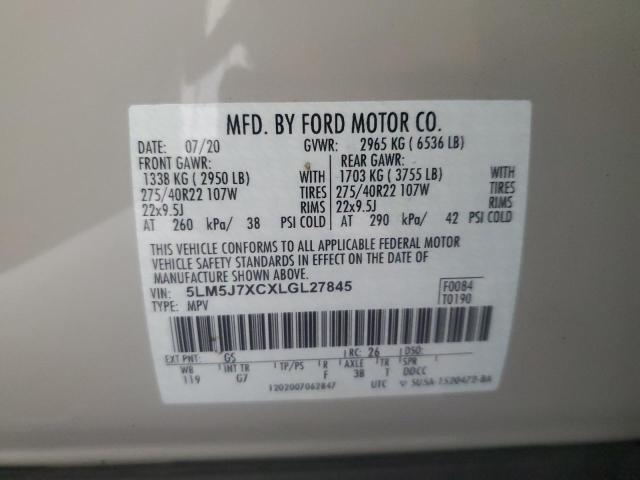 MFD. BY FORD MOTOR CO.
DATE: 07/20 GVWR: 2965 KG ( 6536 LB)
FRONT GAWR: REAR GAWR:
1338 KG ( 2950 LB) WITH 1703 KG ( 3755 LB) WITH
275/40R22 107W TIRES 275/40R22 107W TIRES
22x9.5J RIMS 22x9.5J RIMS
AT 260 kPa/ 38 PSI COLD AT 290 kPa/ 42 PSI COLD
THIS VEHICLE CONFORMS TO ALL APPLICABLE FEDERAL MOTOR
VEHICLE SAFETY STANDARDS IN EFFECT ON THE DATE OF
MANUFACTURE SHOWN ABOVE.
VIN: 5LM5J7XCXLGL27845 F0084
TYPE: MPV T0190
EXT PNT: GS RC: 26 DSO:
WB INT TR TP/PS R AXLE TR SPR
119 G7 F 3B T DDCC
1202007062847 UTC SU5A-1520472-BA